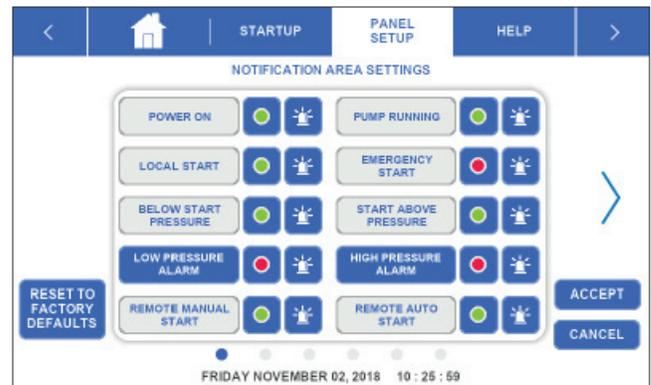 STARTUP
PANEL
SETUP
HELP
NOTIFICATION AREA SETTINGS
POWER ON
PUMP RUNNING
LOCAL START
EMERGENCY
START
BELOW START
PRESSURE
START ABOVE
PRESSURE
LOW PRESSURE
ALARM
HIGH PRESSURE
ALARM
REMOTE MANUAL
START
REMOTE AUTO
START
RESET TO
FACTORY
DEFAULTS
ACCEPT
CANCEL
FRIDAY NOVEMBER 02, 2018 10 : 25 : 59